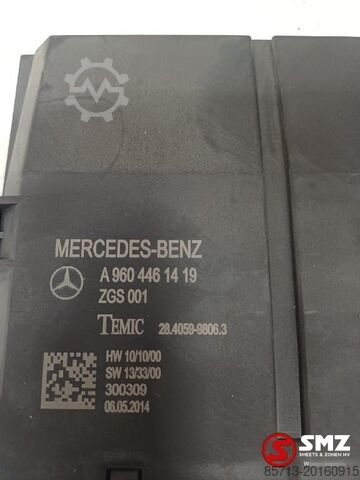 MERCEDES-BENZ
A 960 446 14 19
ZGS 001
TEMIC 28.4059-9806.3
HW 10/10/00
SW 13/33/00
300309
06.05.2014
SMZ
SHEETS & ZONEN NV
85713-20160915